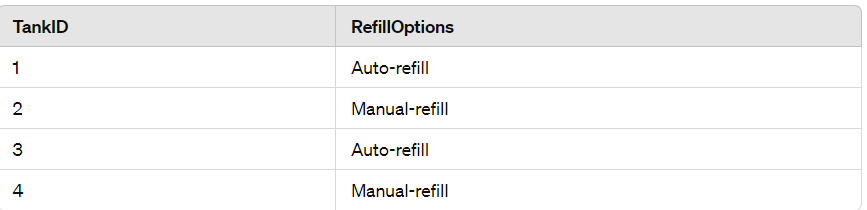 TankID RefillOptions
1 Auto-refill
2 Manual-refill
3 Auto-refill
4 Manual-refill